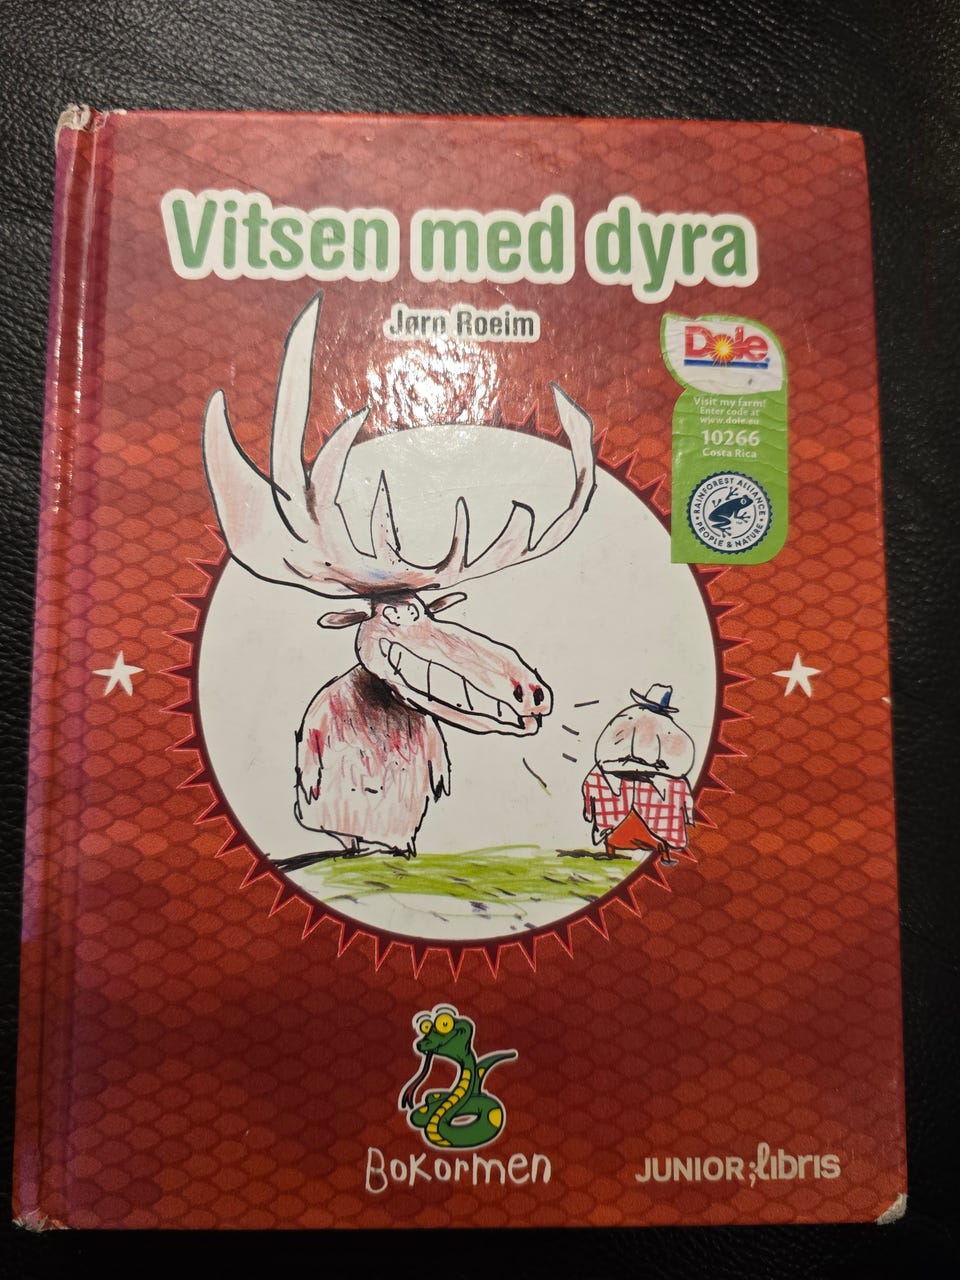 Vitsen med dyra
Jørn Roeim
Dole
Visit my farm!
Enter code at
www.dole.eu
10266
Costa Rica
RAINFOREST ALLIANCE
PEOPLE & NATURE
BOKORMEN
JUNIOR;libris